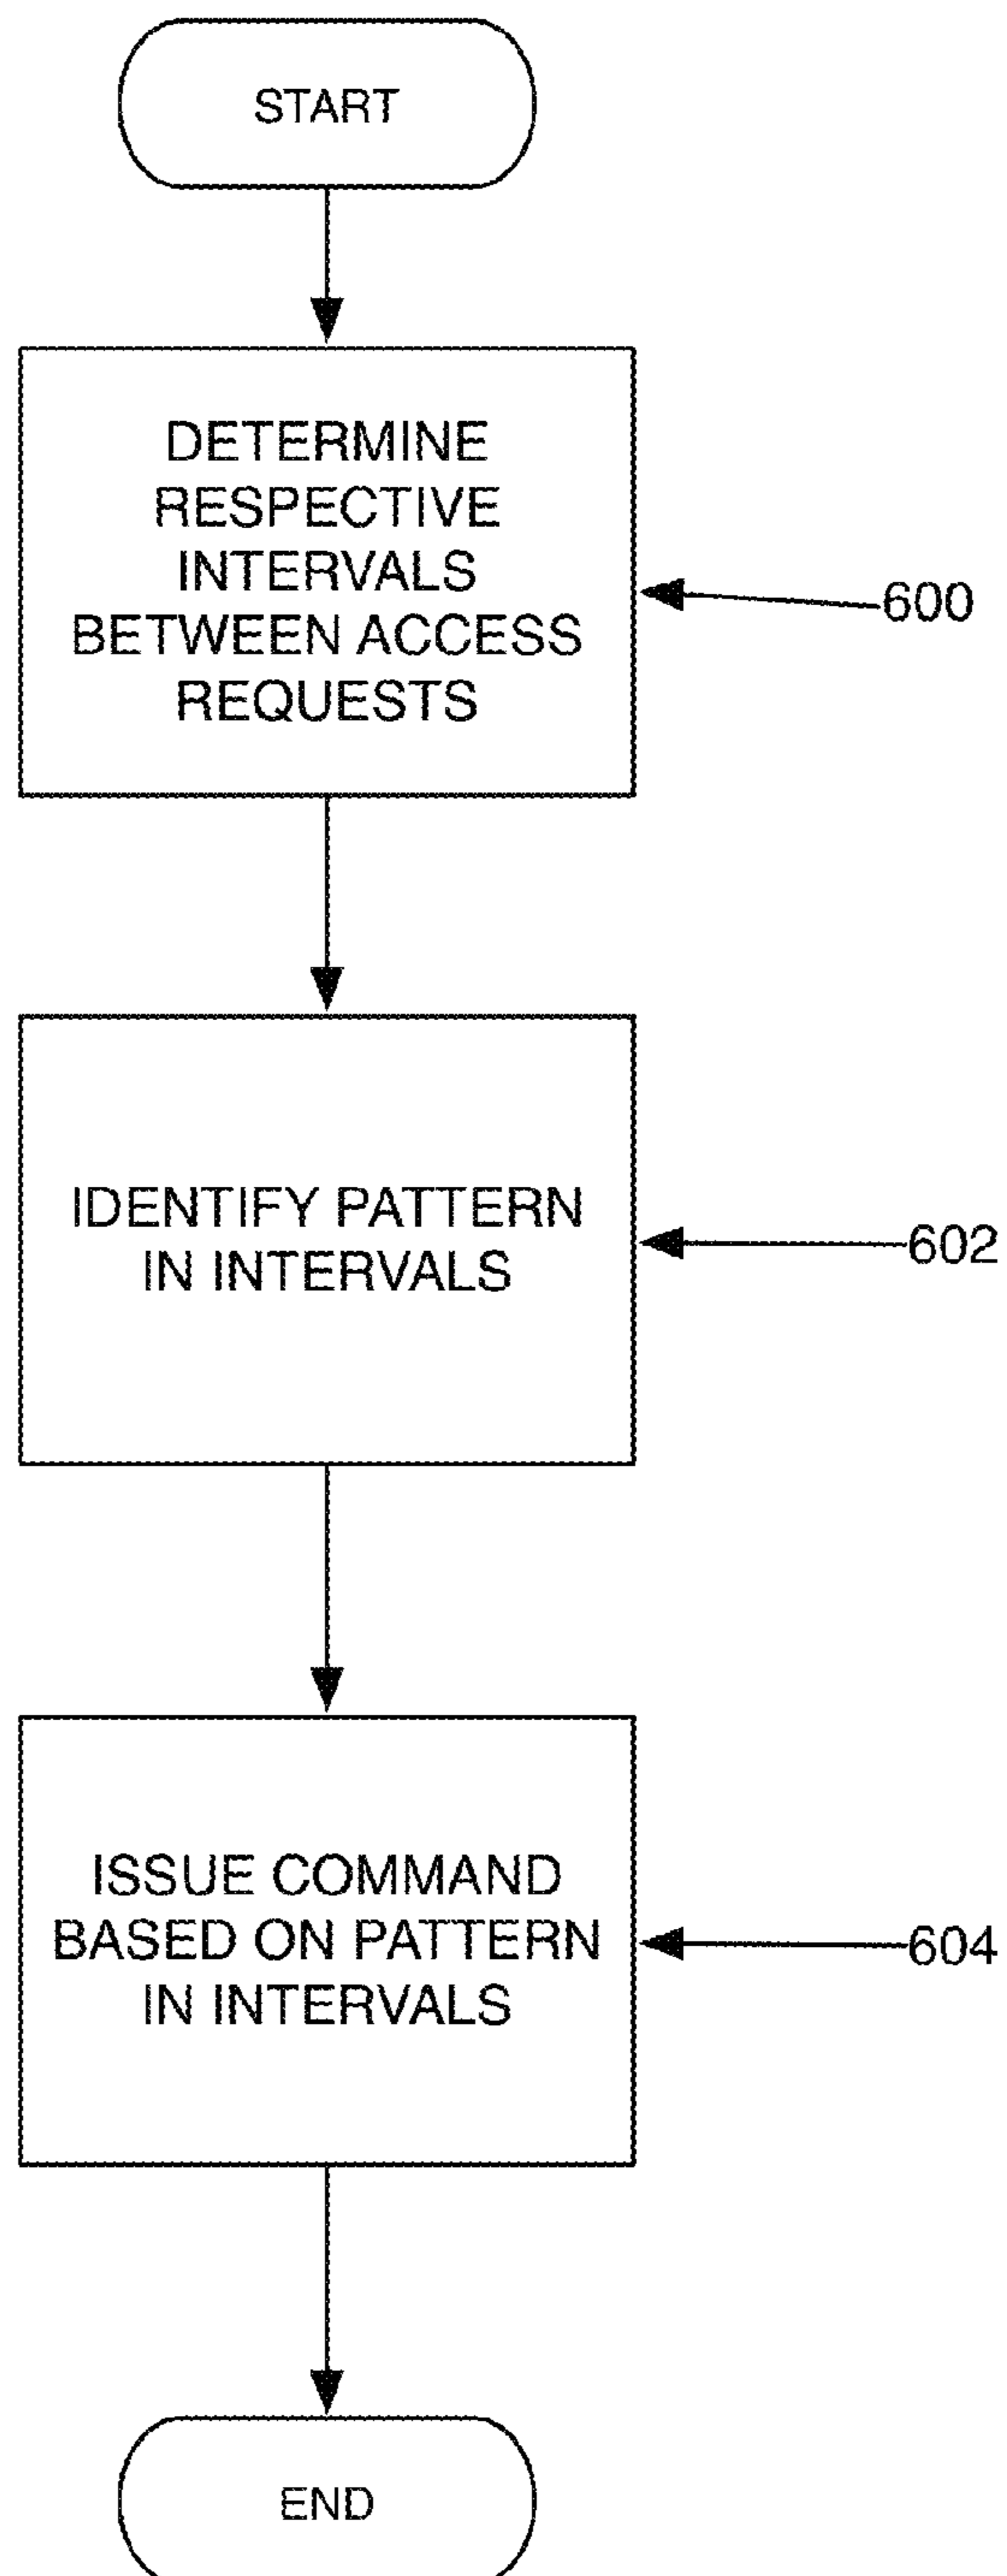 START
DETERMINE
RESPECTIVE
INTERVALS
BETWEEN ACCESS
REQUESTS
600
IDENTIFY PATTERN
IN INTERVALS
602
ISSUE COMMAND
BASED ON PATTERN
IN INTERVALS
604
END